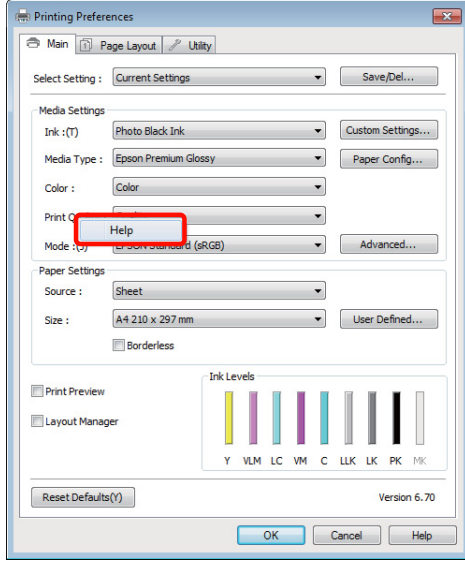 Printing Preferences
Main Page Layout Utility
Select Setting : Current Settings Save/Del...
Media Settings
Ink :(T) Photo Black Ink Custom Settings...
Media Type : Epson Premium Glossy Paper Config...
Color : Color
Print
Help
Mode : EPSON Standard (sRGB) Advanced...
Paper Settings
Source : Sheet
Size : A4 210 x 297 mm User Defined...
Borderless
Ink Levels
Print Preview
Layout Manager
Y VLM LC VM C LLK LK PK MK
Reset Defaults(Y) Version 6.70
OK Cancel Help